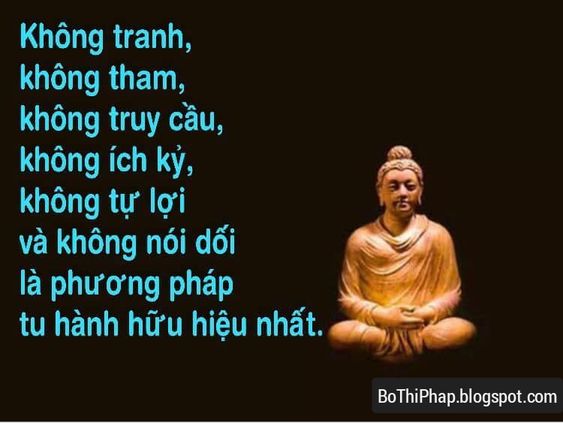 Không tranh,
không tham,
không truy cầu,
không ích kỷ,
không tự lợi
và không nói dối
là phương pháp
tu hành hữu hiệu nhất.
BoThiPhap.blogspot.com